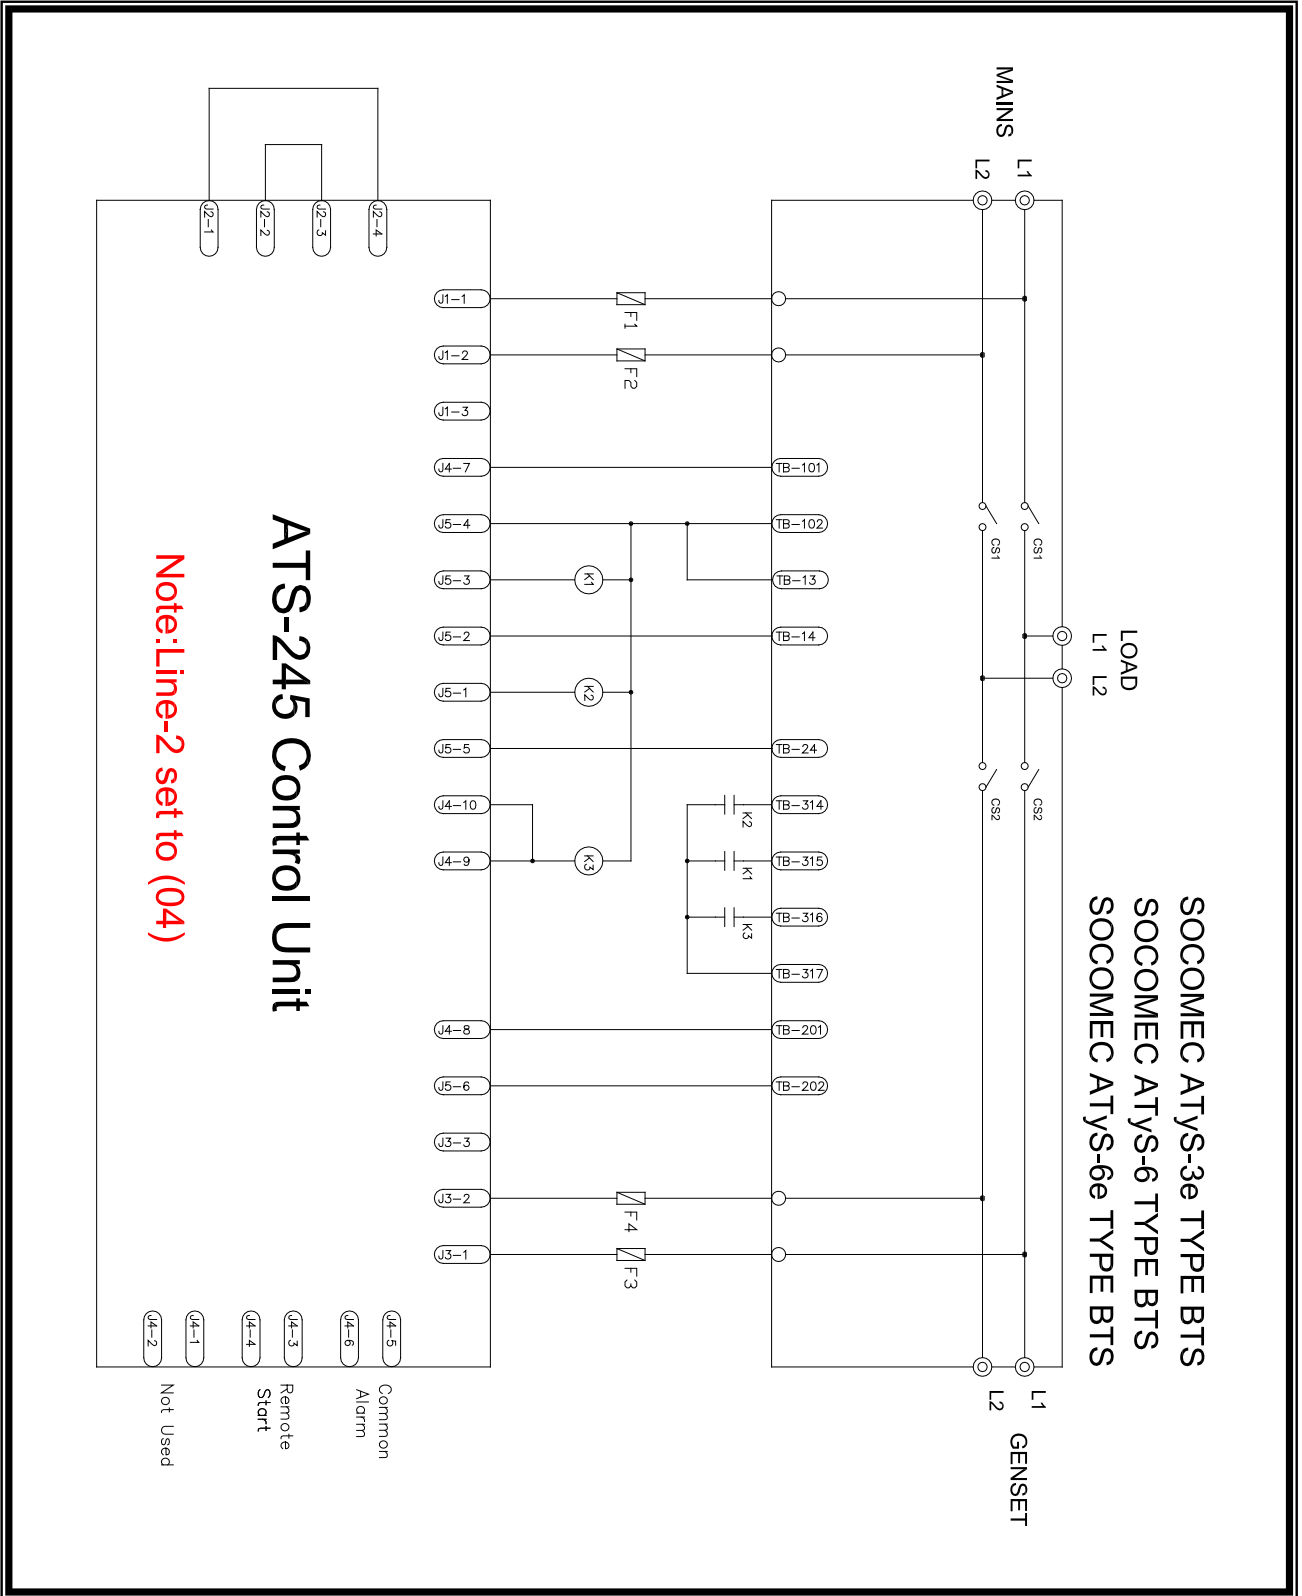 MAINS
L1
L2
J2-1
J2-2
J2-3
J2-4
J1-1
F1
J1-2
F2
J1-3
J4-7
TB-101
J5-4
TB-102
CS1
CS1
J5-3
K1
TB-13
J5-2
TB-14
LOAD
L1 L2
J5-1
K2
J5-5
TB-24
CS2
CS2
J4-10
K2
TB-314
J4-9
K3
K1
TB-315
K3
TB-316
TB-317
J4-8
TB-201
J5-6
TB-202
J3-3
J3-2
F4
J3-1
F3
ATS-245 Control Unit
Note:Line-2 set to (04)
SOCOMEC ATyS-3e TYPE BTS
SOCOMEC ATyS-6 TYPE BTS
SOCOMEC ATyS-6e TYPE BTS
J4-2
J4-1
J4-4
J4-3
J4-6
J4-5
Not Used
Remote
Start
Common
Alarm
L1
L2
GENSET